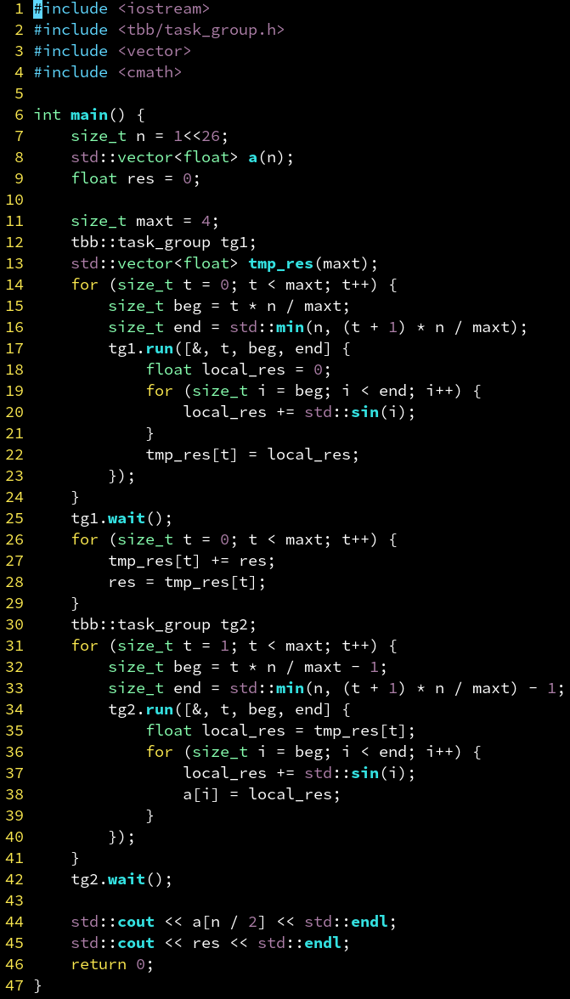 1 #include <iostream>
2 #include <tbb/task_group.h>
3 #include <vector>
4 #include <cmath>
5
6 int main() {
7     size_t n = 1<<26;
8     std::vector<float> a(n);
9     float res = 0;
10
11     size_t maxt = 4;
12     tbb::task_group tg1;
13     std::vector<float> tmp_res(maxt);
14     for (size_t t = 0; t < maxt; t++) {
15         size_t beg = t * n / maxt;
16         size_t end = std::min(n, (t + 1) * n / maxt);
17         tg1.run([&, t, beg, end] {
18             float local_res = 0;
19             for (size_t i = beg; i < end; i++) {
20                 local_res += std::sin(i);
21             }
22             tmp_res[t] = local_res;
23         });
24     }
25     tg1.wait();
26     for (size_t t = 0; t < maxt; t++) {
27         tmp_res[t] += res;
28         res = tmp_res[t];
29     }
30     tbb::task_group tg2;
31     for (size_t t = 1; t < maxt; t++) {
32         size_t beg = t * n / maxt - 1;
33         size_t end = std::min(n, (t + 1) * n / maxt) - 1;
34         tg2.run([&, t, beg, end] {
35             float local_res = tmp_res[t];
36             for (size_t i = beg; i < end; i++) {
37                 local_res += std::sin(i);
38                 a[i] = local_res;
39             }
40         });
41     }
42     tg2.wait();
43
44     std::cout << a[n / 2] << std::endl;
45     std::cout << res << std::endl;
46     return 0;
47 }